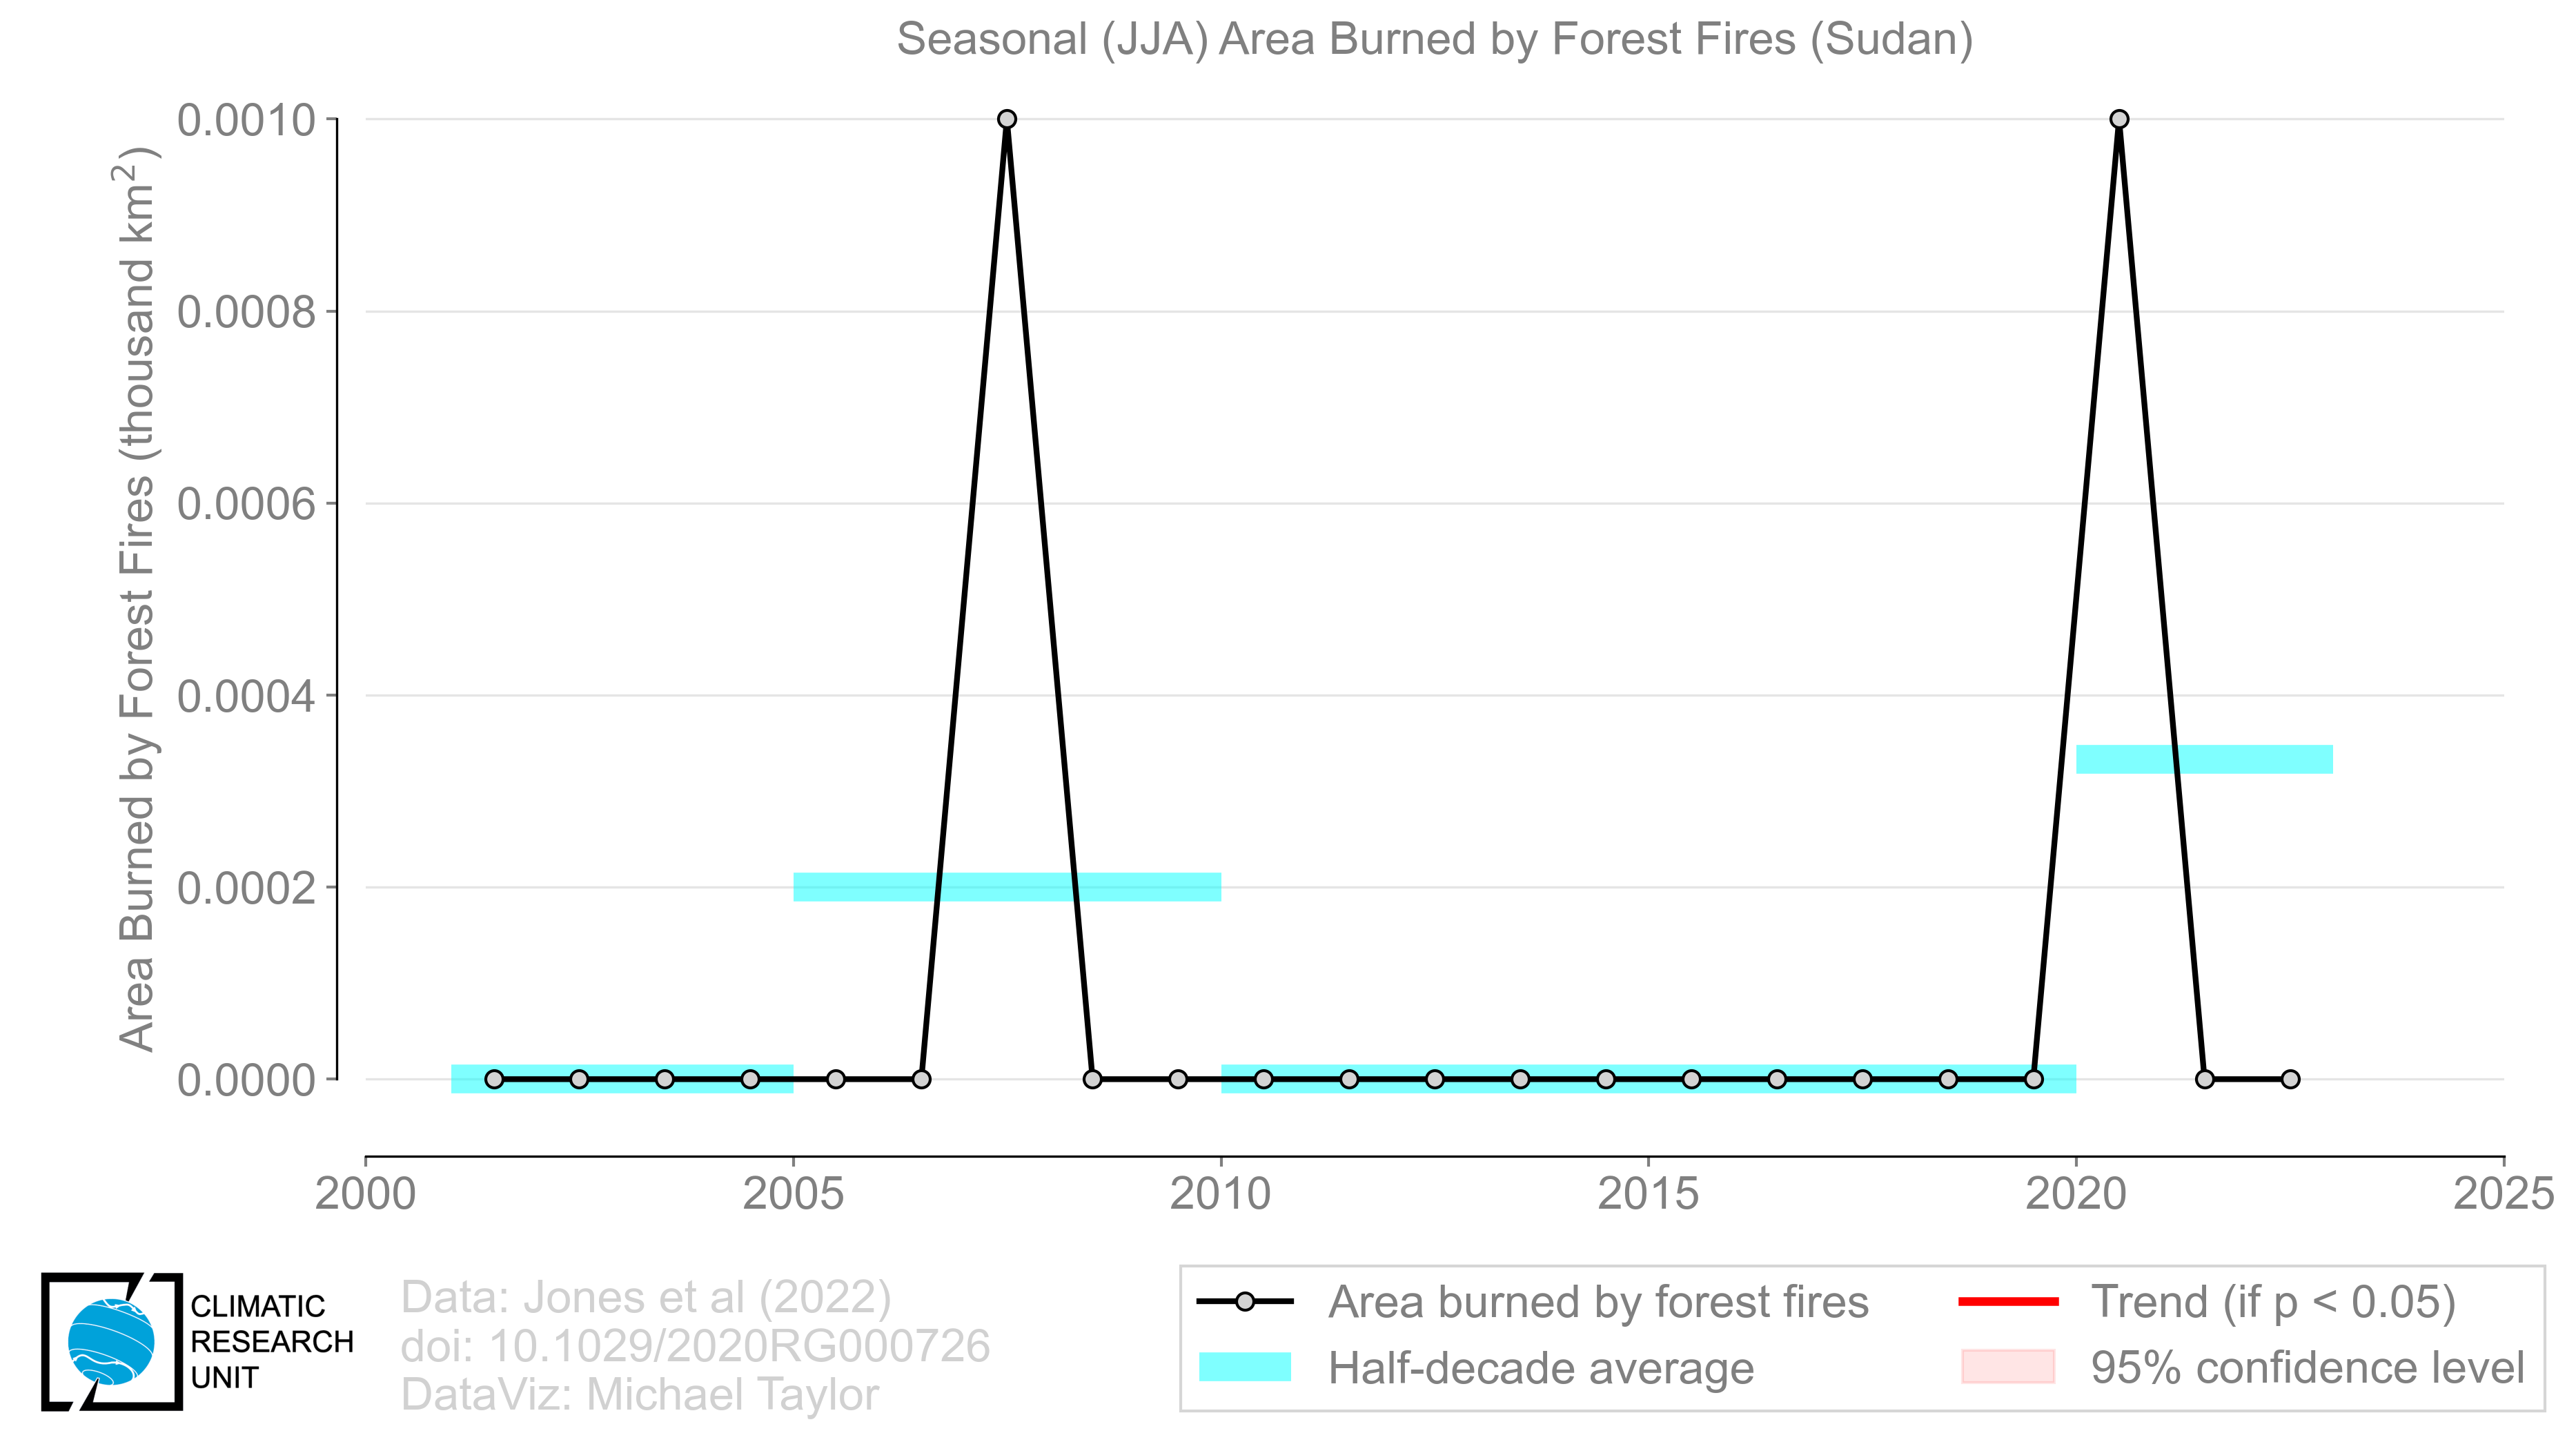 Seasonal (JJA) Area Burned by Forest Fires (Sudan)
Area Burned by Forest Fires (thousand km²)
0.0010
0.0008
0.0006
0.0004
0.0002
0.0000
2000 2005 2010 2015 2020 2025
CLIMATIC
RESEARCH
UNIT
Data: Jones et al (2022)
doi: 10.1029/2020RG000726
DataViz: Michael Taylor
Area burned by forest fires
Half-decade average
Trend (if p < 0.05)
95% confidence level